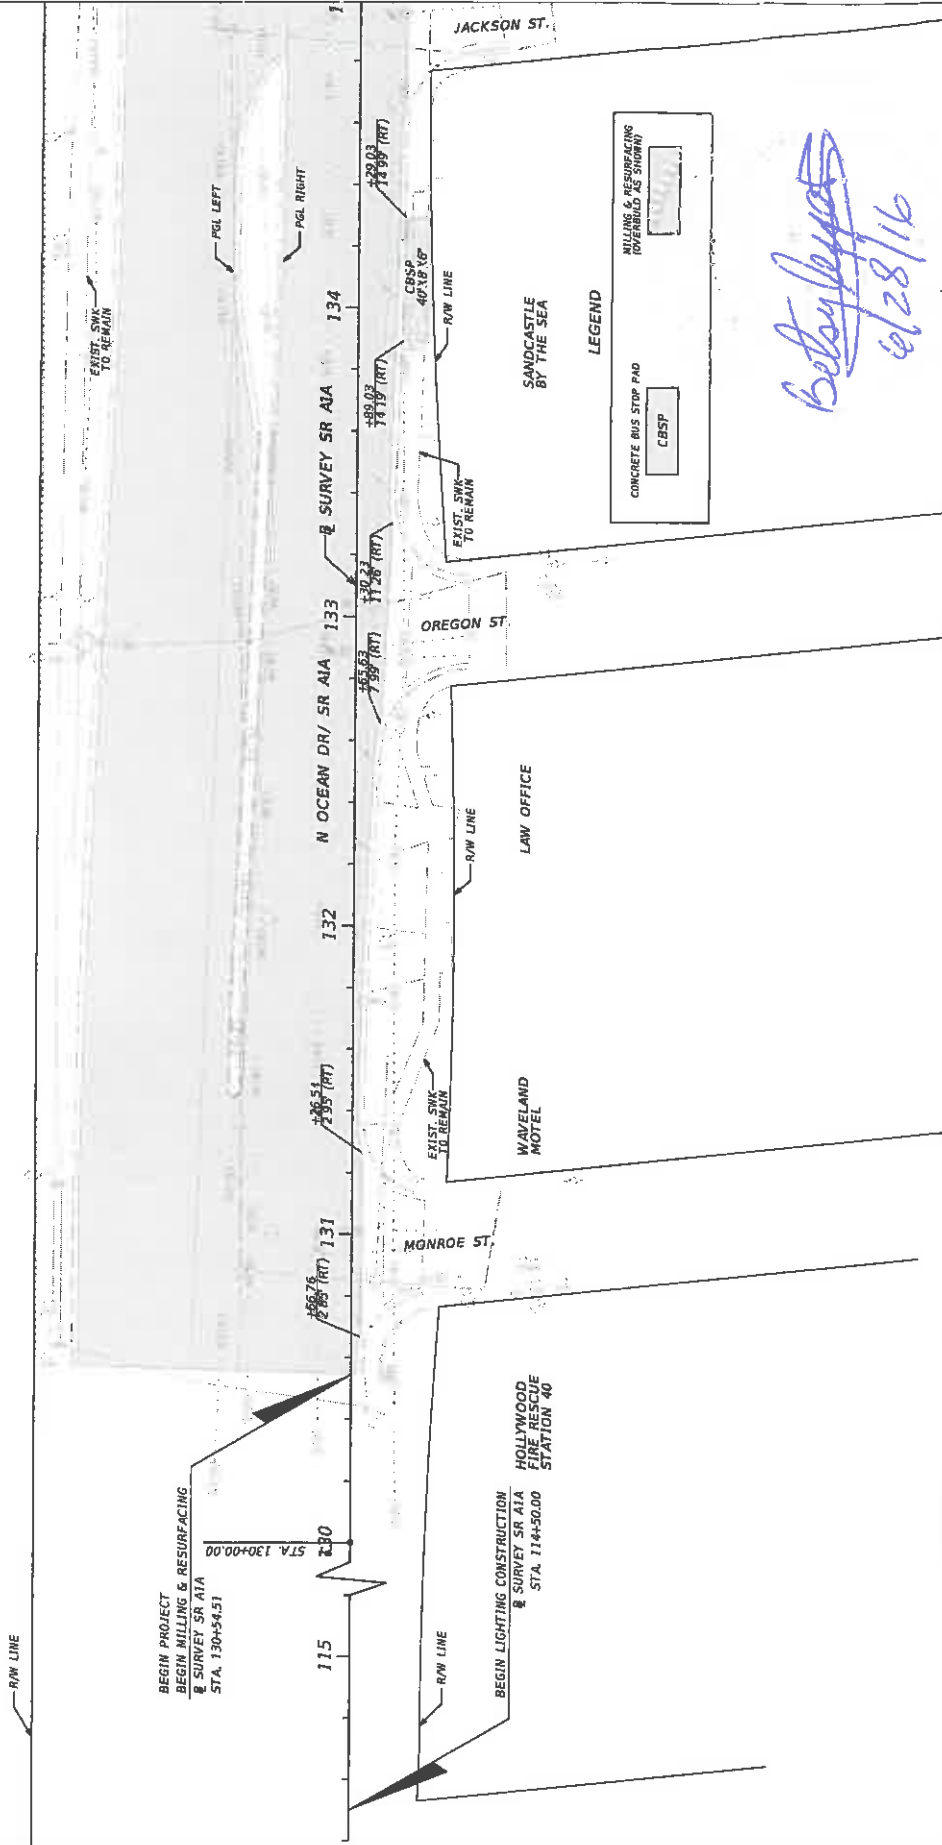 JACKSON ST.
PGL LEFT
PGL RIGHT
EXIST. SWK
TO REMAIN
+29.03
14.99 (RT)
CBSP
40'X8'X6"
R/W LINE
134
SANDCASTLE
BY THE SEA
LEGEND
CONCRETE BUS STOP PAD
CBSP
MILLING & RESURFACING
(OVERBUILD AS SHOWN)
6/28/16
+89.03
14.19 (RT)
EXIST. SWK
TO REMAIN
℄ SURVEY SR A1A
N OCEAN DR/ SR A1A
+30.23
11.26 (RT)
133
OREGON ST.
+65.63
7.99 (RT)
R/W LINE
LAW OFFICE
132
+26.51
2.95 (RT)
EXIST. SWK
TO REMAIN
WAVELAND
MOTEL
131
MONROE ST.
+66.76
2.85 (RT)
BEGIN PROJECT
BEGIN MILLING & RESURFACING
℄ SURVEY SR A1A
STA. 130+54.51
STA. 130+00.00
130
HOLLYWOOD
FIRE RESCUE
STATION 40
BEGIN LIGHTING CONSTRUCTION
℄ SURVEY SR A1A
STA. 114+50.00
115
R/W LINE
R/W LINE